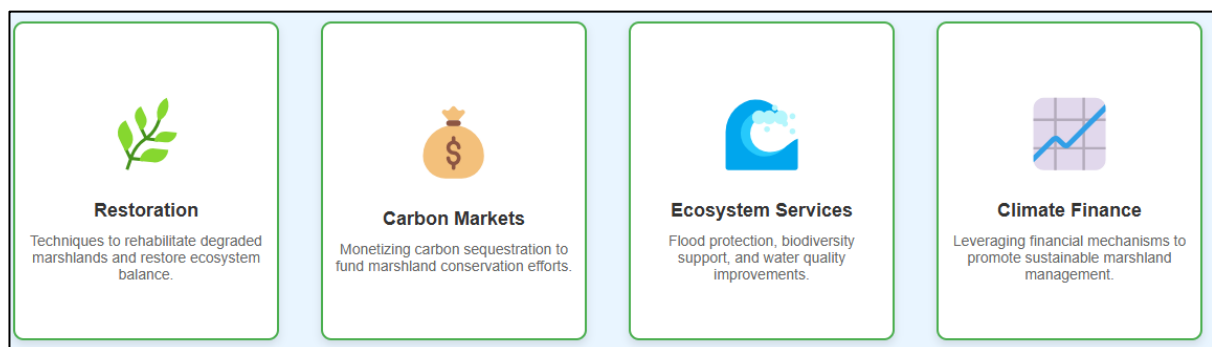 $
Restoration
Techniques to rehabilitate degraded
marshlands and restore ecosystem
balance.
Carbon Markets
Monetizing carbon sequestration to
fund marshland conservation efforts.
Ecosystem Services
Flood protection, biodiversity
support, and water quality
improvements.
Climate Finance
Leveraging financial mechanisms to
promote sustainable marshland
management.